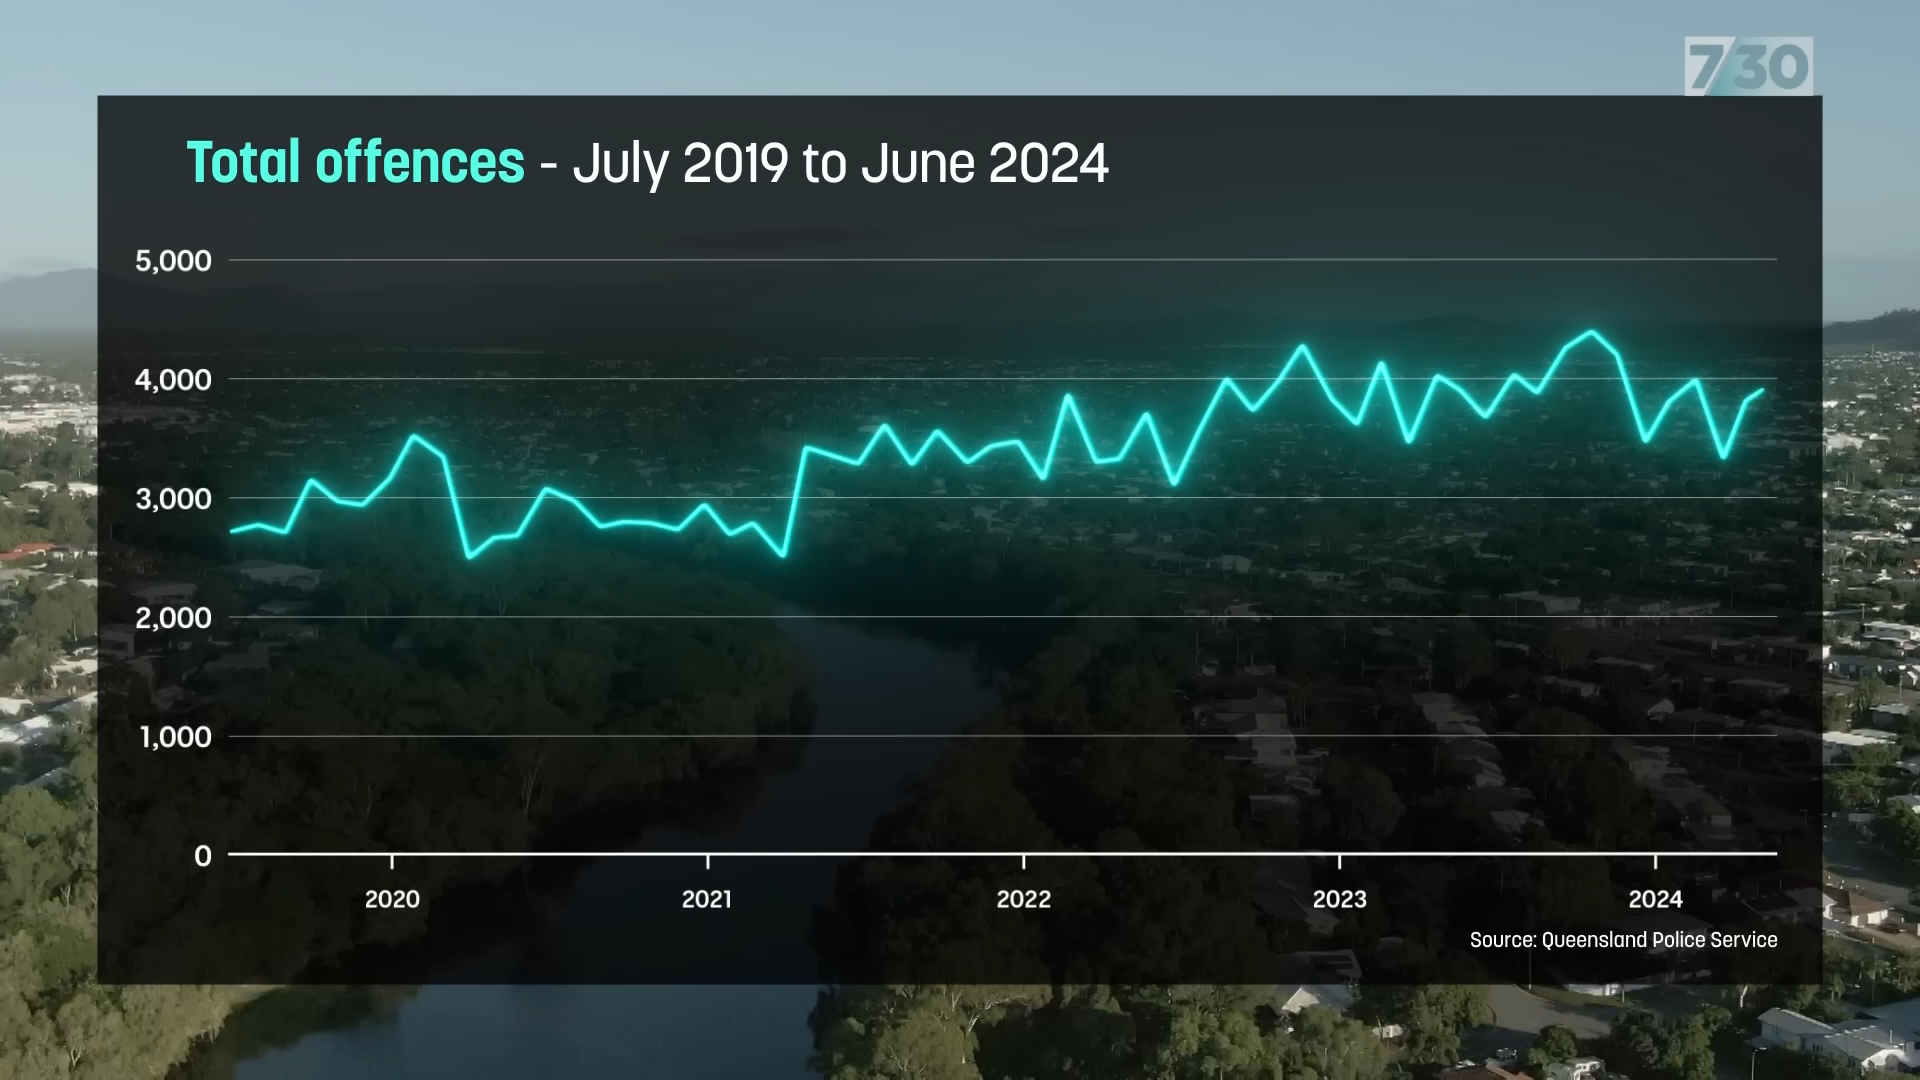 7/30
Total offences - July 2019 to June 2024
5,000
4,000
3,000
2,000
1,000
0
2020 2021 2022 2023 2024
Source: Queensland Police Service